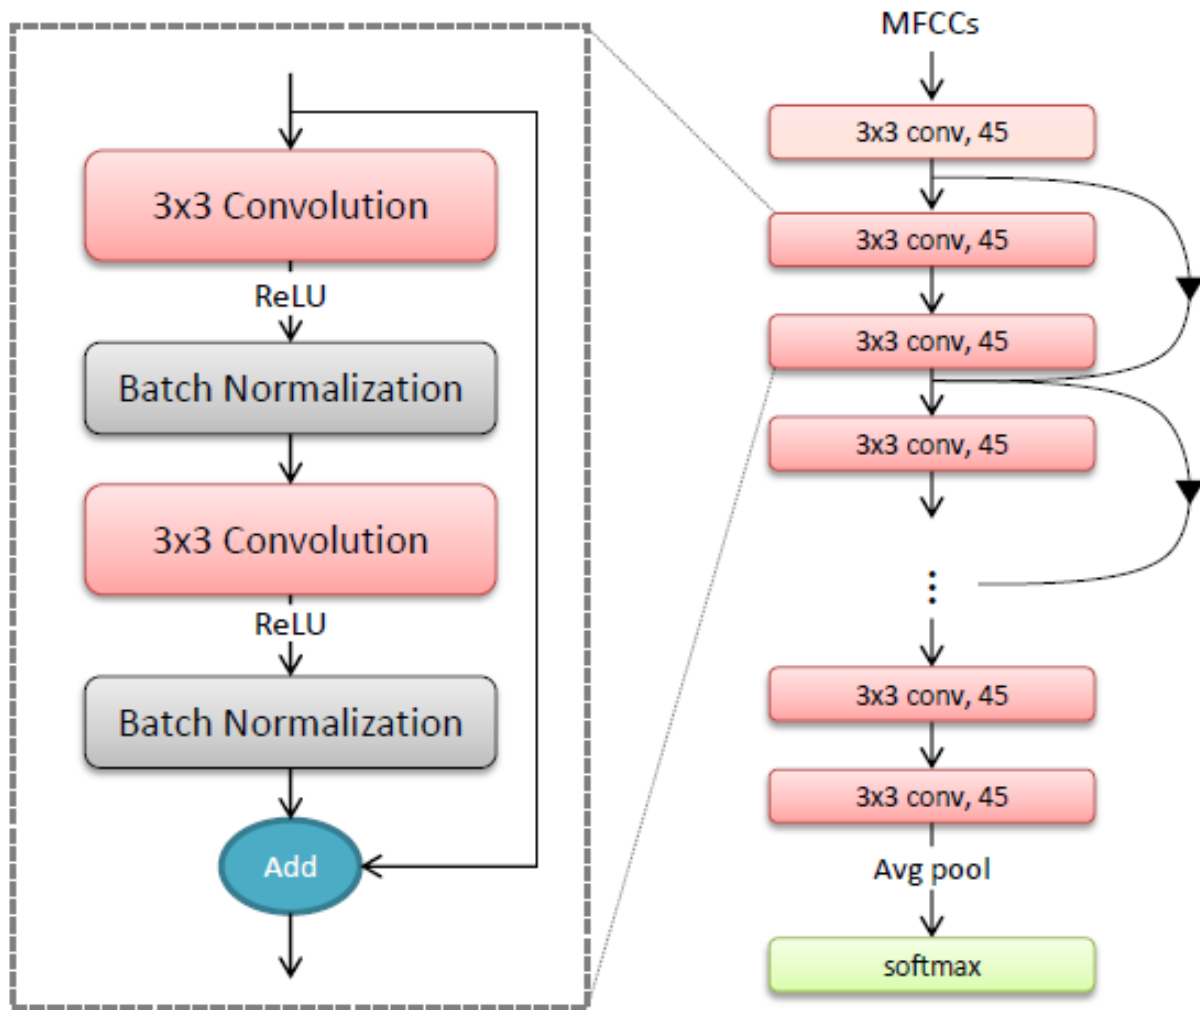 3x3 Convolution
ReLU
Batch Normalization
3x3 Convolution
ReLU
Batch Normalization
Add
MFCCs
3x3 conv, 45
3x3 conv, 45
3x3 conv, 45
3x3 conv, 45
⋮
3x3 conv, 45
3x3 conv, 45
Avg pool
softmax